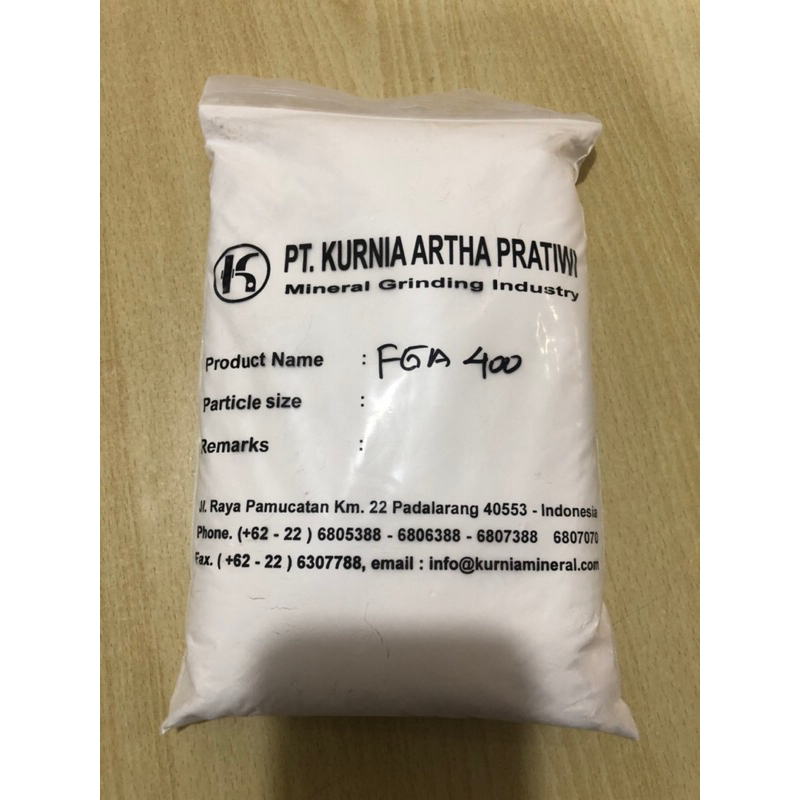 K
PT. KURNIA ARTHA PRATIWI
Mineral Grinding Industry
Product Name : FGA 400
Particle size :
Remarks :
Jl. Raya Pamucatan Km. 22 Padalarang 40553 - Indonesia
Phone. (+62 - 22 ) 6805388 - 6806388 - 6807388 6807070
Fax. ( +62 - 22 ) 6307788, email : info@kurniamineral.com